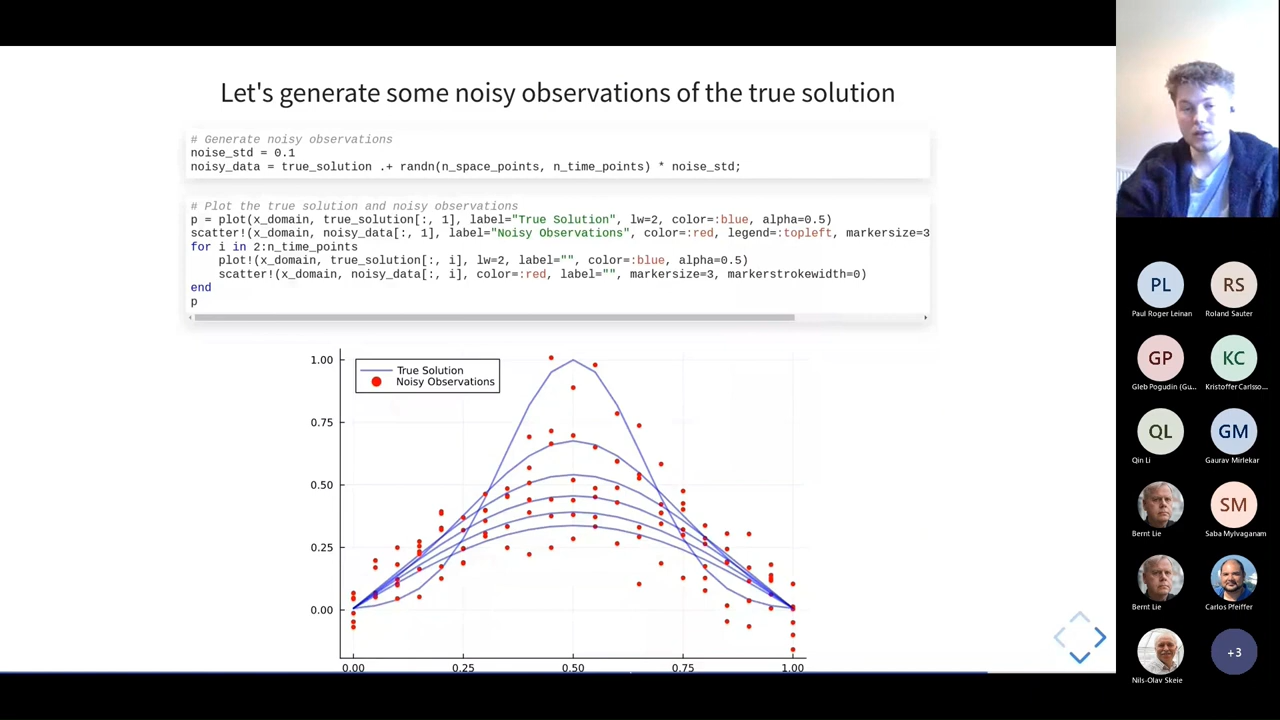 Let's generate some noisy observations of the true solution
# Generate noisy observations
noise_std = 0.1
noisy_data = true_solution .+ randn(n_space_points, n_time_points) * noise_std;
# Plot the true solution and noisy observations
p = plot(x_domain, true_solution[:, 1], label="True Solution", lw=2, color=:blue, alpha=0.5)
scatter!(x_domain, noisy_data[:, 1], label="Noisy Observations", color=:red, legend=:topleft, markersize=3
for i in 2:n_time_points
    plot!(x_domain, true_solution[:, i], lw=2, label="", color=:blue, alpha=0.5)
    scatter!(x_domain, noisy_data[:, i], color=:red, label="", markersize=3, markerstrokewidth=0)
end
p
True Solution
Noisy Observations
1.00
0.75
0.50
0.25
0.00
0.00 0.25 0.50 0.75 1.00
PL RS
Paul Roger Leinan Roland Sauter
GP KC
Gleb Pogudin (Gu... Kristoffer Carlsso...
QL GM
Qin Li Gaurav Mirlekar
SM
Bernt Lie Saba Mylvaganam
Bernt Lie Carlos Pfeiffer
+3
Nils-Olav Skeie